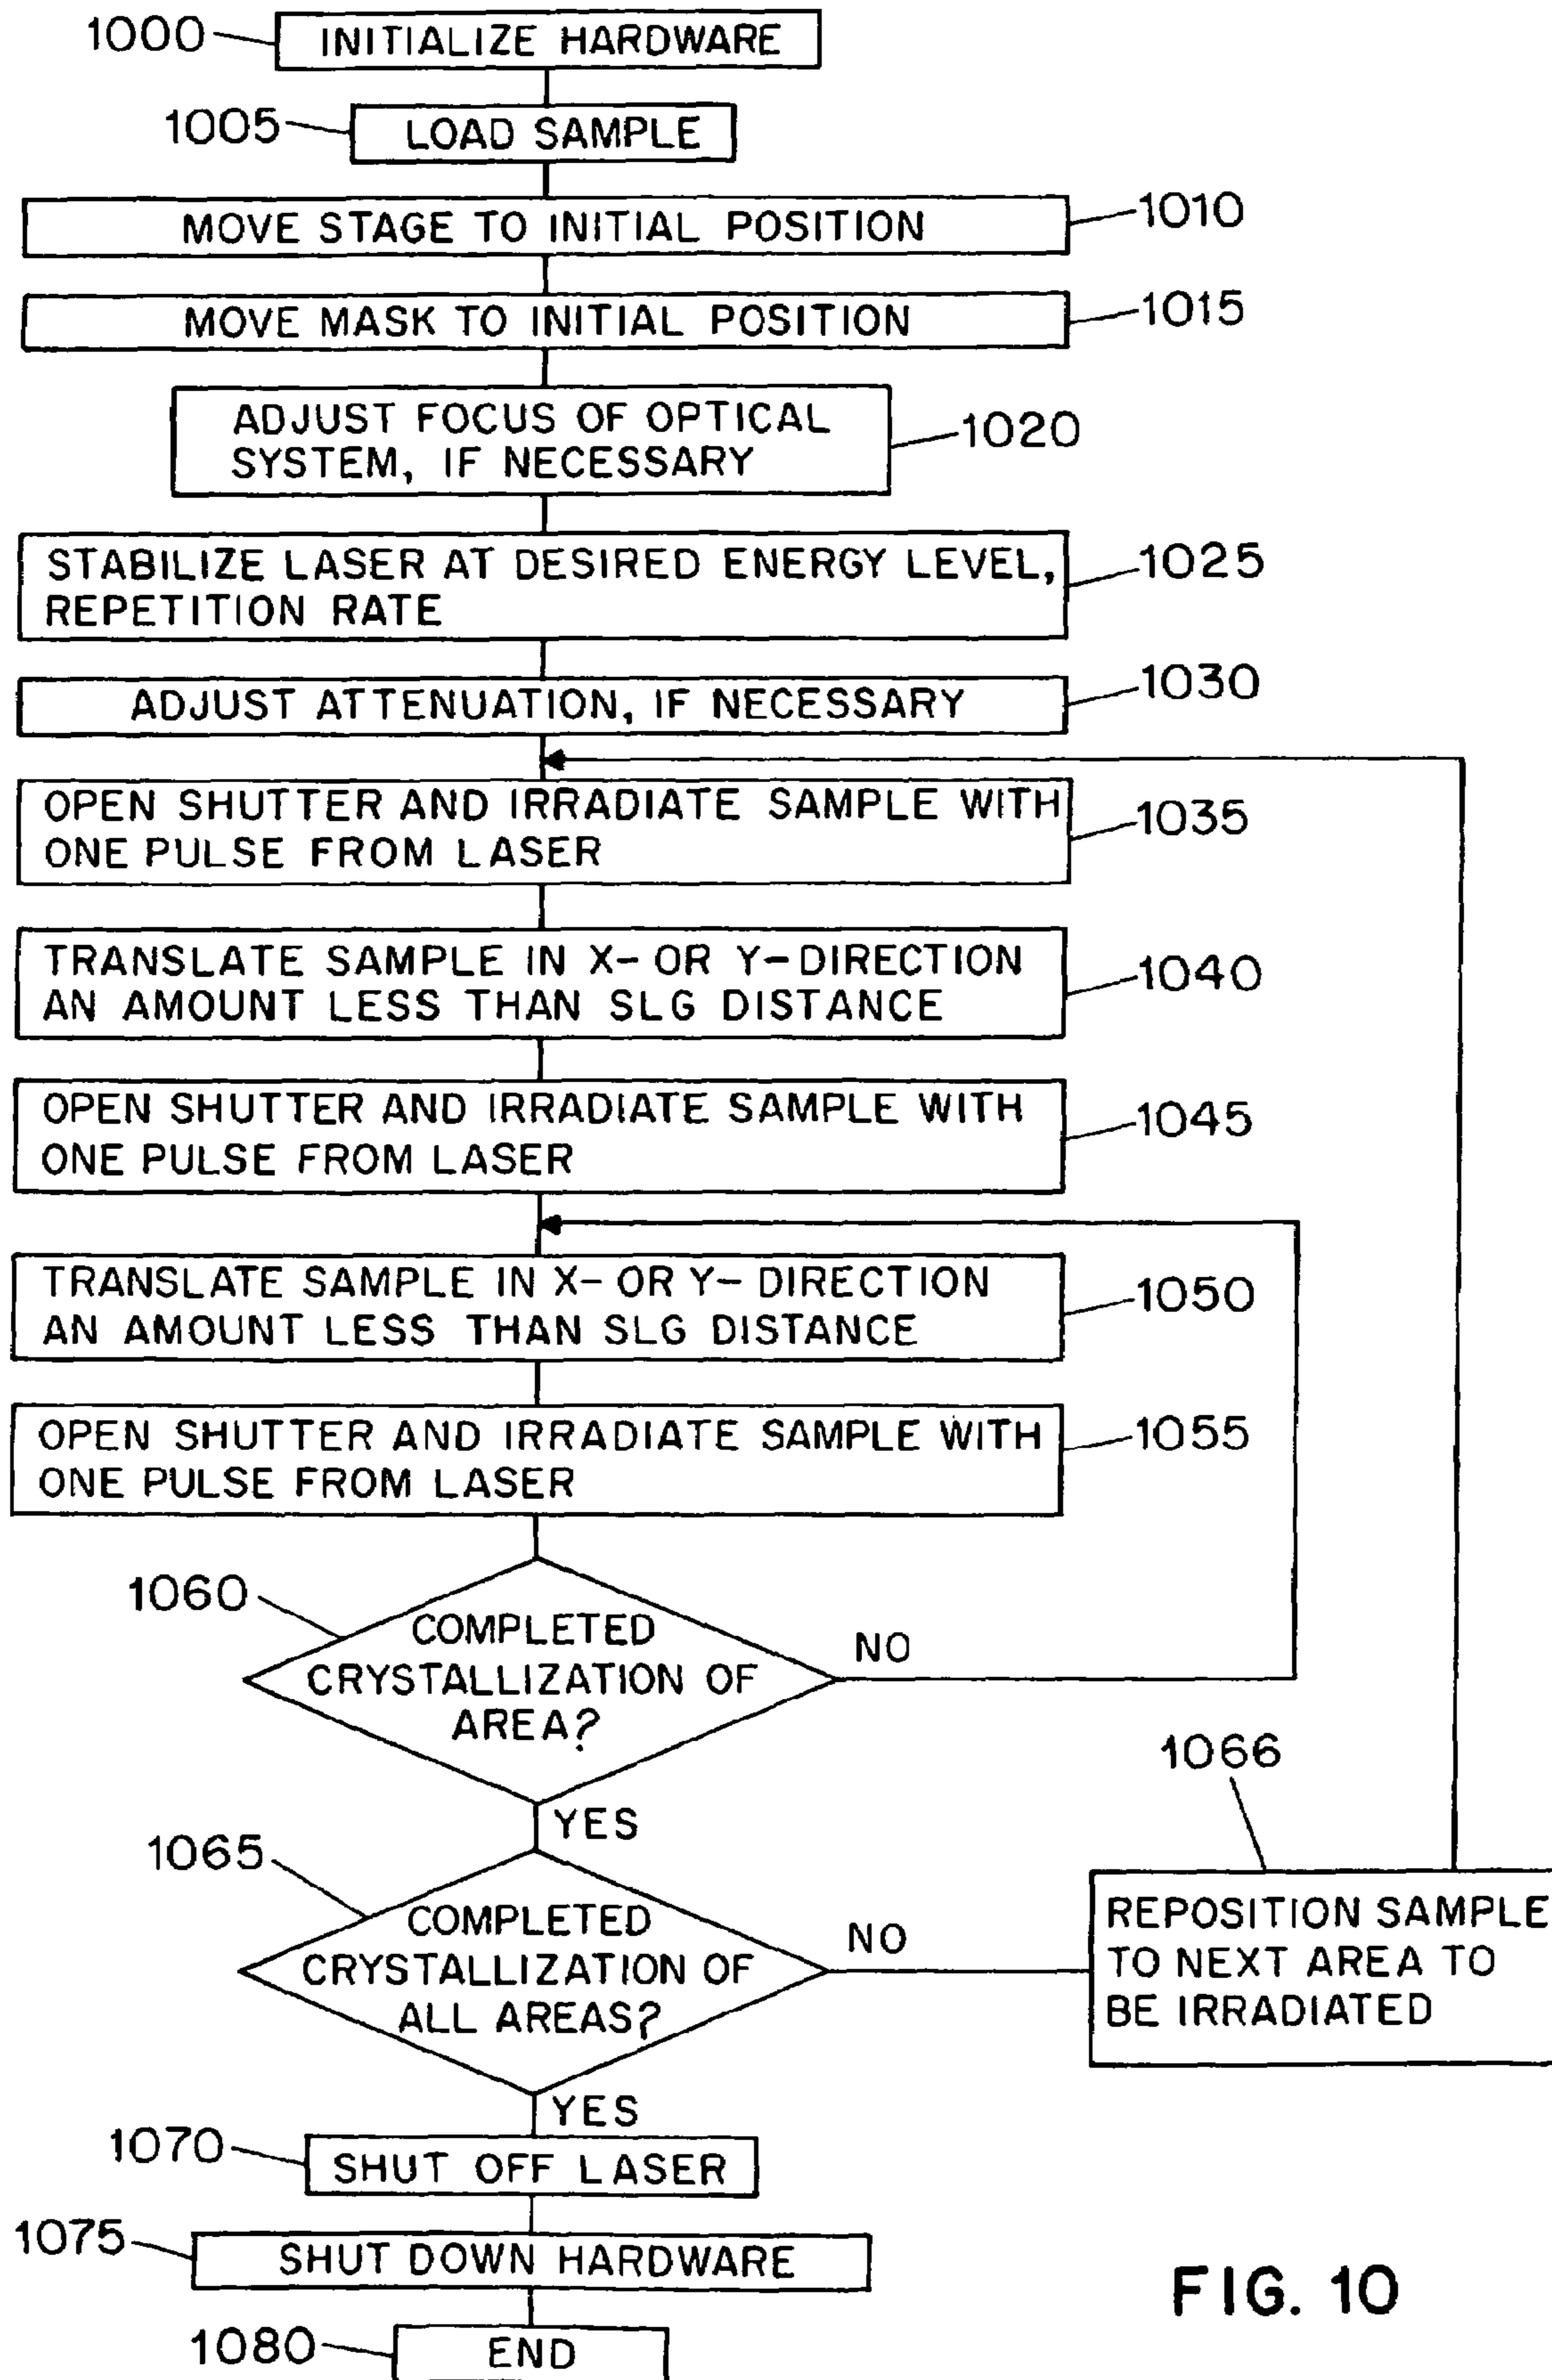 1000
INITIALIZE HARDWARE
1005
LOAD SAMPLE
MOVE STAGE TO INITIAL POSITION
1010
MOVE MASK TO INITIAL POSITION
1015
ADJUST FOCUS OF OPTICAL
SYSTEM, IF NECESSARY
1020
STABILIZE LASER AT DESIRED ENERGY LEVEL,
REPETITION RATE
1025
ADJUST ATTENUATION, IF NECESSARY
1030
OPEN SHUTTER AND IRRADIATE SAMPLE WITH
ONE PULSE FROM LASER
1035
TRANSLATE SAMPLE IN X- OR Y-DIRECTION
AN AMOUNT LESS THAN SLG DISTANCE
1040
OPEN SHUTTER AND IRRADIATE SAMPLE WITH
ONE PULSE FROM LASER
1045
TRANSLATE SAMPLE IN X- OR Y- DIRECTION
AN AMOUNT LESS THAN SLG DISTANCE
1050
OPEN SHUTTER AND IRRADIATE SAMPLE WITH
ONE PULSE FROM LASER
1055
1060
COMPLETED
CRYSTALLIZATION OF
AREA?
NO
YES
1065
COMPLETED
CRYSTALLIZATION OF
ALL AREAS?
NO
1066
REPOSITION SAMPLE
TO NEXT AREA TO
BE IRRADIATED
YES
1070
SHUT OFF LASER
1075
SHUT DOWN HARDWARE
1080
END
FIG. 10